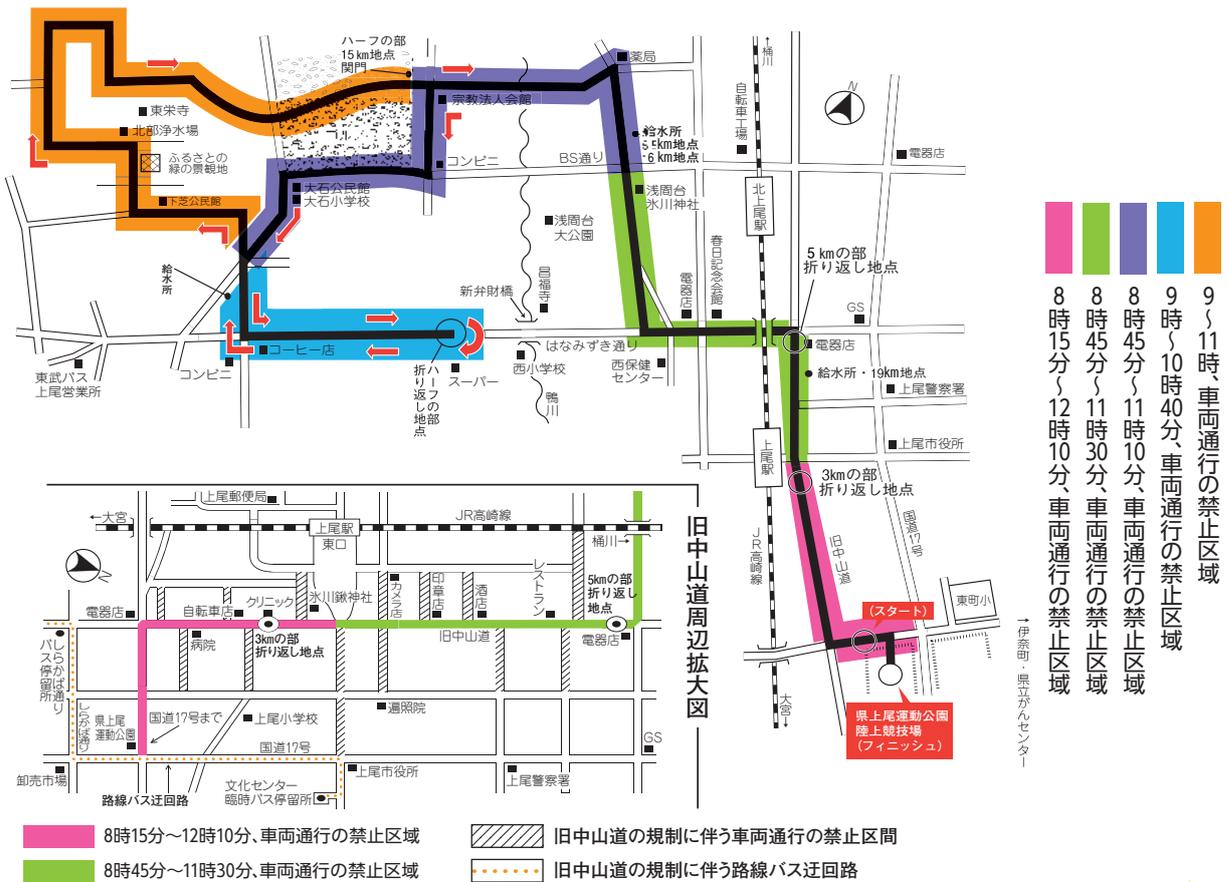 ハーフの部
15km地点
関門
薬局
桶川
自転車工場
N
東栄寺
北部浄水場
ふるさとの
緑の景観地
下芝公民館
宗教法人会館
コンビニ
大石公民館
大石小学校
BS通り
給水所
6km地点
浅間台
氷川神社
浅間台
大公園
北上尾駅
電器店
給水所
昌福寺
新弁財橋
電器店
春日記念会館
5kmの部
折り返し地点
GS
はなみずき通り
電器店
コーヒー店
コンビニ
東武バス
上尾営業所
スーパー
ハーフの部
折り返し地点
西小学校
鴨川
西保健
センター
給水所・19km地点
上尾警察署
上尾市役所
上尾駅
3kmの部
折り返し地点
国道17号
旧中山道
JR高崎線
(スタート)
東町小
大宮
県上尾運動公園
陸上競技場
(フィニッシュ)
→伊奈町・県立がんセンター
9〜11時、車両通行の禁止区域
9時〜10時40分、車両通行の禁止区域
8時45分〜11時10分、車両通行の禁止区域
8時45分〜11時30分、車両通行の禁止区域
8時15分〜12時10分、車両通行の禁止区域
旧中山道周辺拡大図
上尾郵便局
←大宮
上尾駅
東口
JR高崎線
桶川→
N
電器店
自転車店
クリニック
氷川鍬神社
カメラ店
印章店
酒店
レストラン
5kmの部
折り返し
地点
病院
3kmの部
折り返し地点
旧中山道
電器店
しらかば通り
バス停留所
しらかば通り
県上尾
運動公園
国道17号まで
上尾小学校
遍照院
国道17号
GS
卸売市場
路線バス迂回路
文化センター
臨時バス停留所
上尾市役所
上尾警察署
8時15分〜12時10分、車両通行の禁止区域
旧中山道の規制に伴う車両通行の禁止区間
8時45分〜11時30分、車両通行の禁止区域
旧中山道の規制に伴う路線バス迂回路